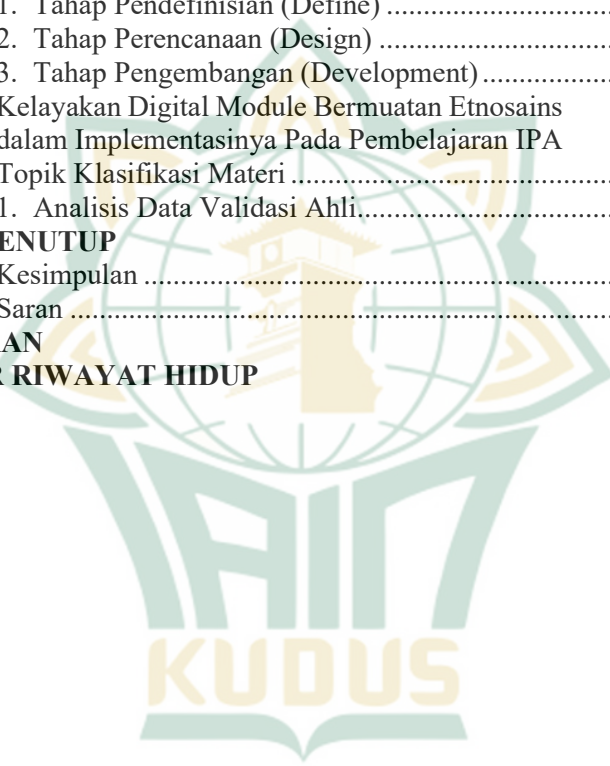 1. Tahap Pendefinisian (Define) ..............................
2. Tahap Perencanaan (Design) ...............................
3. Tahap Pengembangan (Development) .................
Kelayakan Digital Module Bermuatan Etnosains
dalam Implementasinya Pada Pembelajaran IPA
Topik Klasifikasi Materi ..........................................
1. Analisis Data Validasi Ahli..................................
ENUTUP
Kesimpulan .............................................................
Saran .......................................................................
AN
R RIWAYAT HIDUP
IAIN
KUDUS